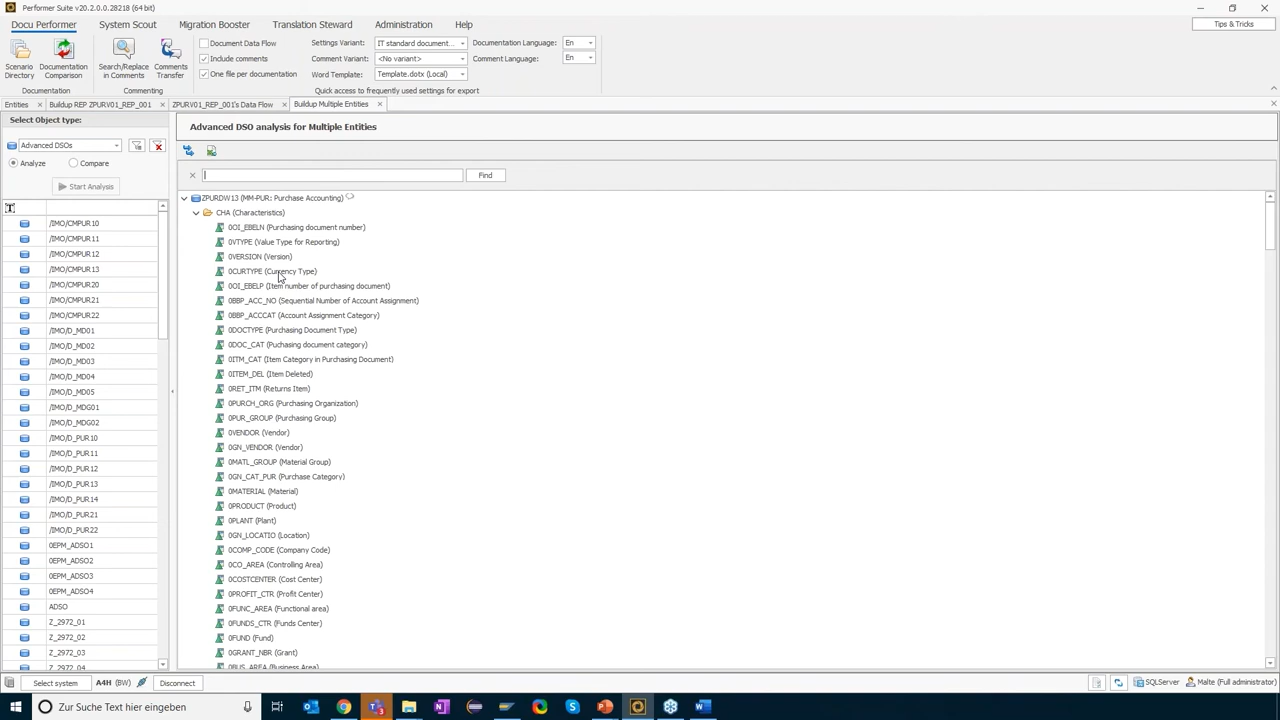 Performer Suite v20.2.0.0.28218 (64 bit)
Docu Performer System Scout Migration Booster Translation Steward Administration Help Tips & Tricks
Scenario Directory
Documentation Comparison
Documentation
Search/Replace in Comments
Comments Transfer
Commenting
Document Data Flow
Include comments
One file per documentation
Settings Variant: IT standard document...
Comment Variant: <No variant>
Word Template: Template.dotx (Local)
Documentation Language: En
Comment Language: En
Quick access to frequently used settings for export
Entities Buildup REP ZPURV01_REP_001 ZPURV01_REP_001's Data Flow Buildup Multiple Entities
Select Object type:
Advanced DSOs
Analyze Compare
Start Analysis
/IMO/CMPUR10
/IMO/CMPUR11
/IMO/CMPUR12
/IMO/CMPUR13
/IMO/CMPUR20
/IMO/CMPUR21
/IMO/CMPUR22
/IMO/D_MD01
/IMO/D_MD02
/IMO/D_MD03
/IMO/D_MD04
/IMO/D_MD05
/IMO/D_MDG01
/IMO/D_MDG02
/IMO/D_PUR10
/IMO/D_PUR11
/IMO/D_PUR12
/IMO/D_PUR13
/IMO/D_PUR14
/IMO/D_PUR21
/IMO/D_PUR22
0EPM_ADSO1
0EPM_ADSO2
0EPM_ADSO3
0EPM_ADSO4
ADSO
Z_2972_01
Z_2972_02
Z_2972_03
Z_2972_04
Advanced DSO analysis for Multiple Entities
Find
ZPURDW13 (MM-PUR: Purchase Accounting)
CHA (Characteristics)
0OI_EBELN (Purchasing document number)
0VTYPE (Value Type for Reporting)
0VERSION (Version)
0CURTYPE (Currency Type)
0OI_EBELP (Item number of purchasing document)
0BBP_ACC_NO (Sequential Number of Account Assignment)
0BBP_ACCCAT (Account Assignment Category)
0DOCTYPE (Purchasing Document Type)
0DOC_CAT (Puchasing document category)
0ITM_CAT (Item Category in Purchasing Document)
0ITEM_DEL (Item Deleted)
0RET_ITM (Returns Item)
0PURCH_ORG (Purchasing Organization)
0PUR_GROUP (Purchasing Group)
0VENDOR (Vendor)
0GN_VENDOR (Vendor)
0MATL_GROUP (Material Group)
0GN_CAT_PUR (Purchase Category)
0MATERIAL (Material)
0PRODUCT (Product)
0PLANT (Plant)
0GN_LOCATIO (Location)
0COMP_CODE (Company Code)
0CO_AREA (Controlling Area)
0COSTCENTER (Cost Center)
0PROFIT_CTR (Profit Center)
0FUNC_AREA (Functional area)
0FUNDS_CTR (Funds Center)
0FUND (Fund)
0GRANT_NBR (Grant)
0BUS_AREA (Business Area)
Select system A4H (BW) Disconnect SQLServer Malte (Full administrator)
Zur Suche Text hier eingeben